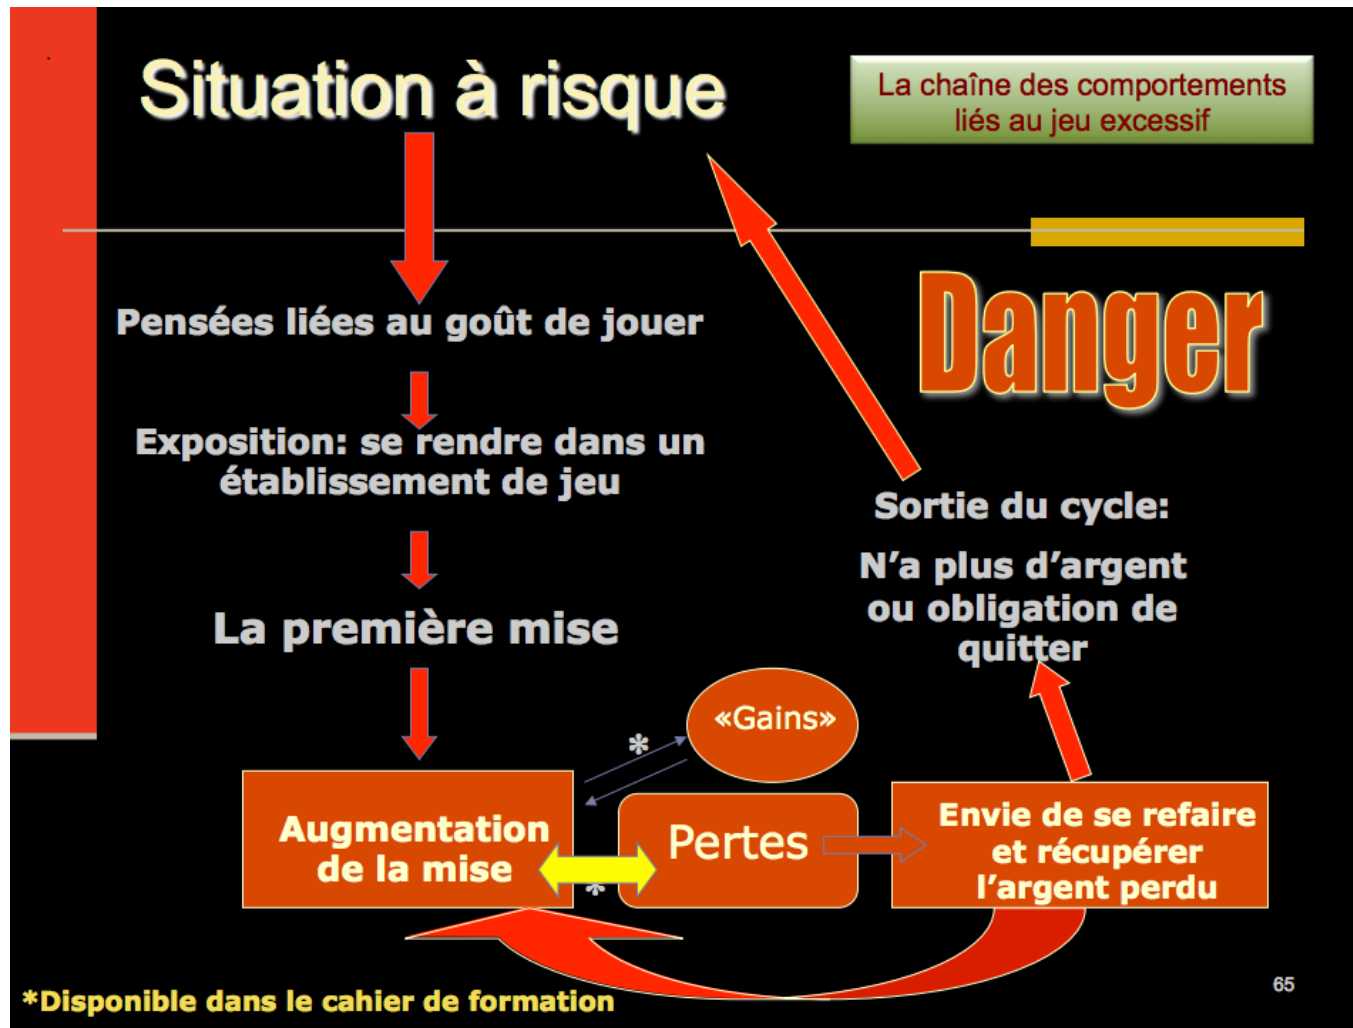 Situation à risque
La chaîne des comportements
liés au jeu excessif
Danger
Pensées liées au goût de jouer
Exposition: se rendre dans un
établissement de jeu
La première mise
Sortie du cycle:
N’a plus d’argent
ou obligation de
quitter
*
«Gains»
Augmentation
de la mise
*
Pertes
Envie de se refaire
et récupérer
l’argent perdu
*Disponible dans le cahier de formation
65